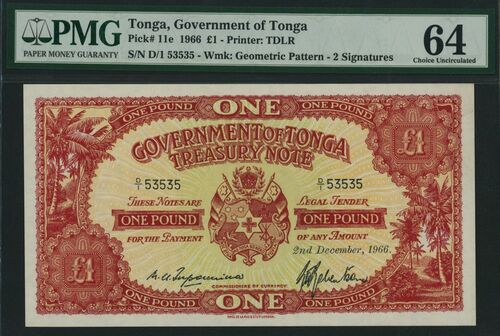 PMG
PAPER MONEY GUARANTY
Tonga, Government of Tonga
Pick# 11e 1966 £1 - Printer: TDLR
S/N D/1 53535 - Wmk: Geometric Pattern - 2 Signatures
64
Choice Uncirculated
ONE
ONE POUND ONE POUND
GOVERNMENT OF TONGA
TREASURY NOTE
£1
D/1 53535 D/1 53535
THESE NOTES ARE LEGAL TENDER
ONE POUND ONE POUND
FOR THE PAYMENT OF ANY AMOUNT
2nd December, 1966.
£1
COMMISSIONERS OF CURRENCY
ONE POUND ONE ONE POUND